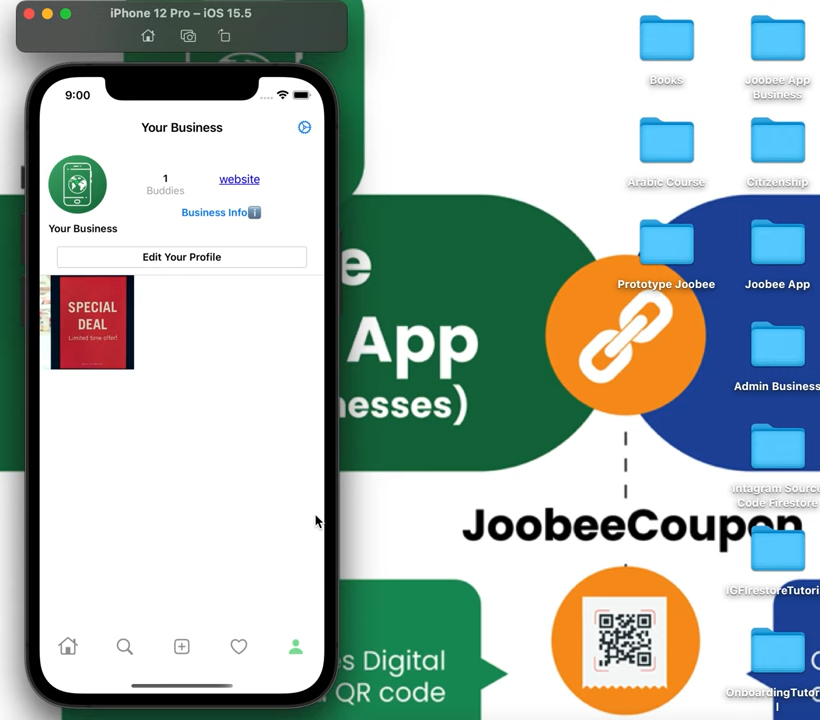 iPhone 12 Pro – iOS 15.5
9:00
Your Business
1
Buddies
website
Business Info
Your Business
Edit Your Profile
SPECIAL
DEAL
Limited time offer!
e
App
nesses)
JoobeeCoupon
s Digital
QR code
Books
Joobee App
Business
Arabic Course
Citizenship
Prototype Joobee
Joobee App
Admin Business
Intagram Source
Code Firestore
IGFIrestoreTutori
OnboardingTutor
l